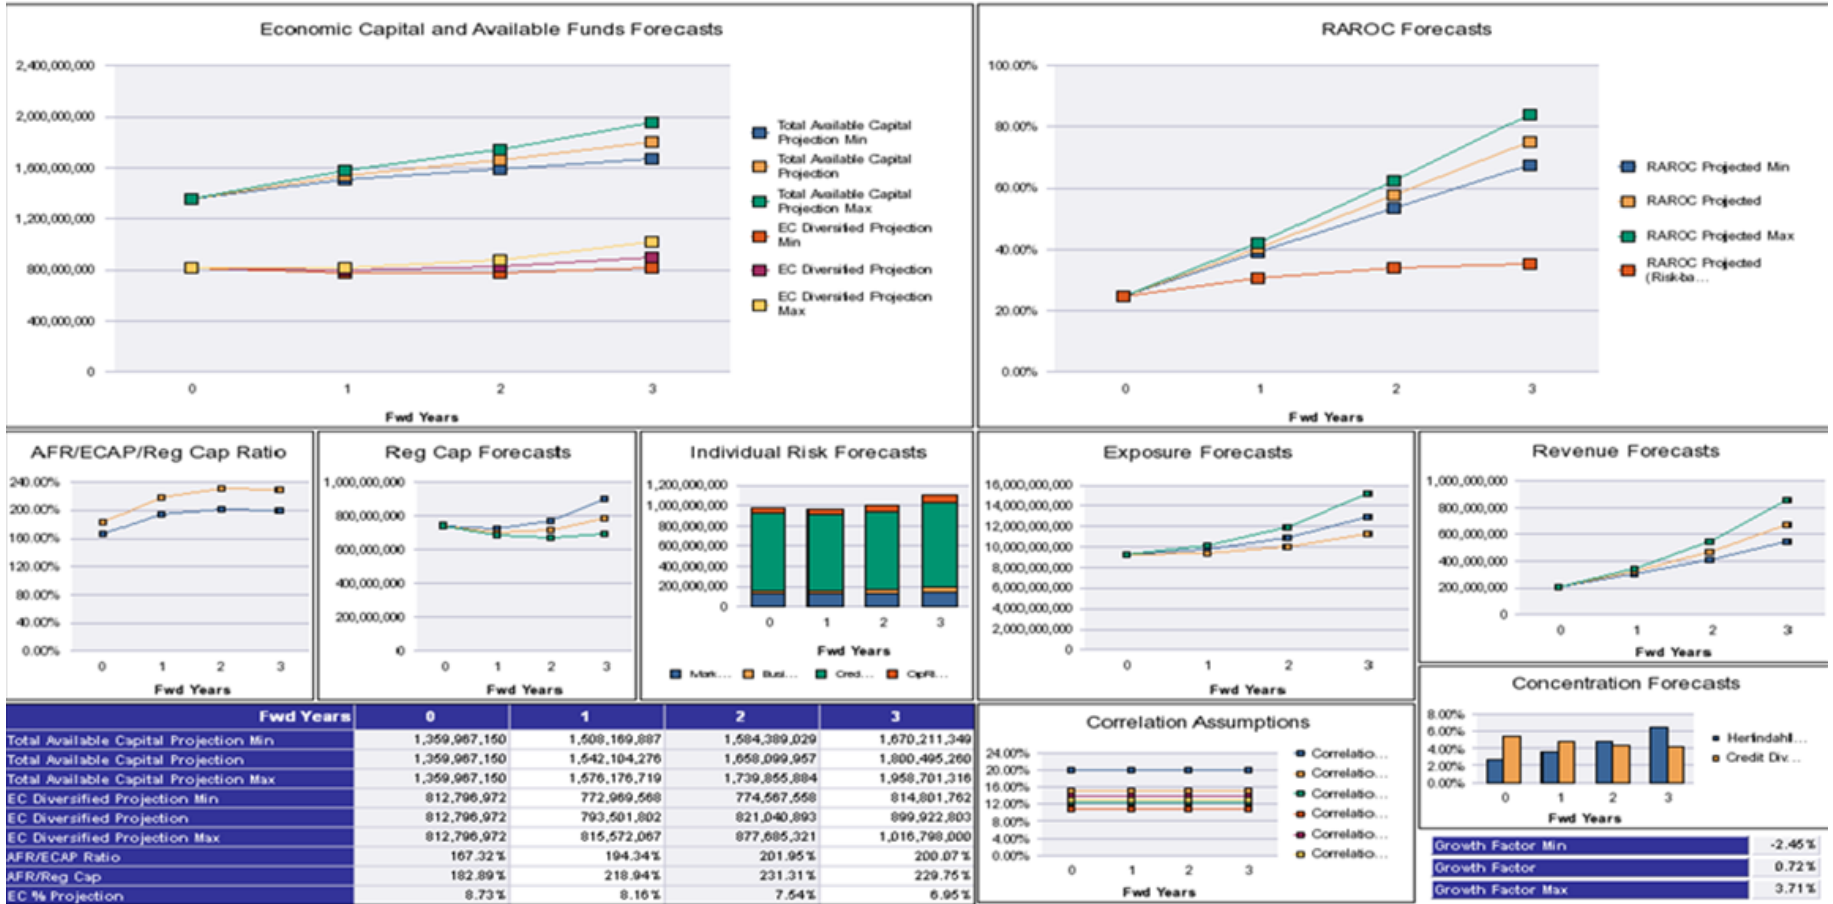 Economic Capital and Available Funds Forecasts
2,400,000,000
2,000,000,000
1,600,000,000
1,200,000,000
800,000,000
400,000,000
0
0 1 2 3
Fwd Years
Total Available Capital
Projection Min
Total Available Capital
Projection
Total Available Capital
Projection Max
EC Diversified Projection
Min
EC Diversified Projection
EC Diversified Projection
Max
RAROC Forecasts
100.00%
80.00%
60.00%
40.00%
20.00%
0.00%
0 1 2 3
Fwd Years
RAROC Projected Min
RAROC Projected
RAROC Projected Max
RAROC Projected
(Risk-ba...
AFR/ECAP/Reg Cap Ratio
240.00%
200.00%
160.00%
120.00%
80.00%
40.00%
0.00%
0 1 2 3
Fwd Years
Reg Cap Forecasts
1,000,000,000
800,000,000
600,000,000
400,000,000
200,000,000
0
0 1 2 3
Fwd Years
Individual Risk Forecasts
1,200,000,000
1,000,000,000
800,000,000
600,000,000
400,000,000
200,000,000
0
0 1 2 3
Fwd Years
Mark... Busi... Cred... OpRi...
Exposure Forecasts
16,000,000,000
14,000,000,000
12,000,000,000
10,000,000,000
8,000,000,000
6,000,000,000
4,000,000,000
2,000,000,000
0
0 1 2 3
Fwd Years
Revenue Forecasts
1,000,000,000
800,000,000
600,000,000
400,000,000
200,000,000
0
0 1 2 3
Fwd Years
Fwd Years 0 1 2 3
Total Available Capital Projection Min 1,359,967,150 1,508,169,887 1,584,389,029 1,670,211,349
Total Available Capital Projection 1,359,967,150 1,542,104,276 1,658,099,957 1,800,495,260
Total Available Capital Projection Max 1,359,967,150 1,576,176,719 1,739,855,884 1,958,701,316
EC Diversified Projection Min 812,796,972 772,969,568 774,567,558 814,801,762
EC Diversified Projection 812,796,972 793,501,802 821,040,893 899,922,803
EC Diversified Projection Max 812,796,972 815,572,067 877,685,321 1,016,798,000
AFR/ECAP Ratio 167.32% 194.34% 201.95% 200.07%
AFR/Reg Cap 182.89% 218.94% 231.31% 229.75%
EC % Projection 8.73% 8.16% 7.54% 6.95%
Correlation Assumptions
24.00%
20.00%
16.00%
12.00%
8.00%
4.00%
0.00%
0 1 2 3
Fwd Years
Correlatio...
Correlatio...
Correlatio...
Correlatio...
Correlatio...
Correlatio...
Concentration Forecasts
8.00%
6.00%
4.00%
2.00%
0.00%
0 1 2 3
Fwd Years
Herfindahl...
Credit Div...
Growth Factor Min -2.45%
Growth Factor 0.72%
Growth Factor Max 3.71%